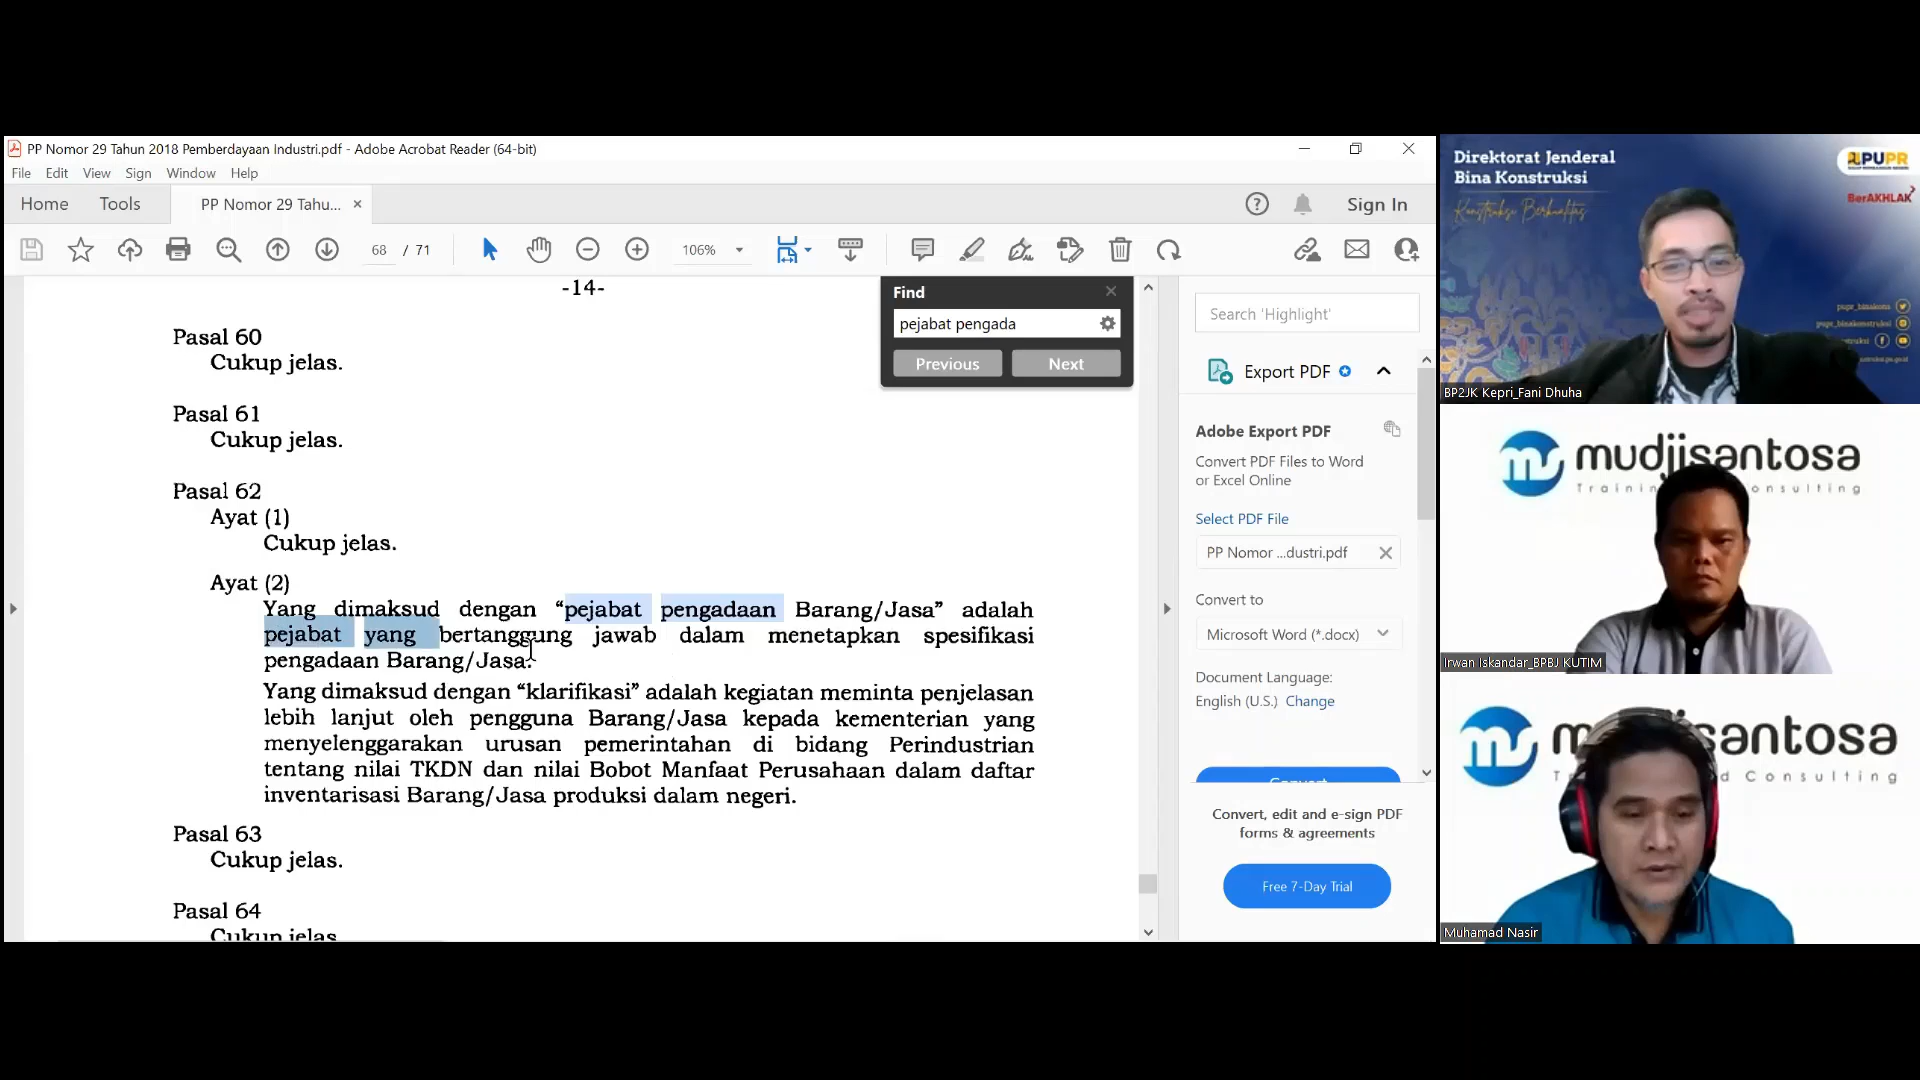 PP Nomor 29 Tahun 2018 Pemberdayaan Industri.pdf - Adobe Acrobat Reader (64-bit)
File Edit View Sign Window Help
Home Tools PP Nomor 29 Tahu... × Sign In
68 / 71 106%
-14-
Pasal 60
Cukup jelas.
Pasal 61
Cukup jelas.
Pasal 62
Ayat (1)
Cukup jelas.
Ayat (2)
Yang dimaksud dengan “pejabat pengadaan Barang/Jasa” adalah
pejabat yang bertanggung jawab dalam menetapkan spesifikasi
pengadaan Barang/Jasa.
Yang dimaksud dengan “klarifikasi” adalah kegiatan meminta penjelasan
lebih lanjut oleh pengguna Barang/Jasa kepada kementerian yang
menyelenggarakan urusan pemerintahan di bidang Perindustrian
tentang nilai TKDN dan nilai Bobot Manfaat Perusahaan dalam daftar
inventarisasi Barang/Jasa produksi dalam negeri.
Pasal 63
Cukup jelas.
Pasal 64
Cukup jelas
Find
pejabat pengada
Previous Next
Search 'Highlight'
Export PDF
Adobe Export PDF
Convert PDF Files to Word
or Excel Online
Select PDF File
PP Nomor ...dustri.pdf
Convert to
Microsoft Word (*.docx)
Document Language:
English (U.S.) Change
Convert
Convert, edit and e-sign PDF
forms & agreements
Free 7-Day Trial
Direktorat Jenderal
Bina Konstruksi
Konstruksi Berkualitas
PUPR
BerAKHLAK
pupr_binakons
pupr_binakonstruksi
BP2JK Kepri_Fani Dhuha
mudjisantosa
Irwan Iskandar_BPBJ KUTIM
santosa
d Consulting
Muhamad Nasir